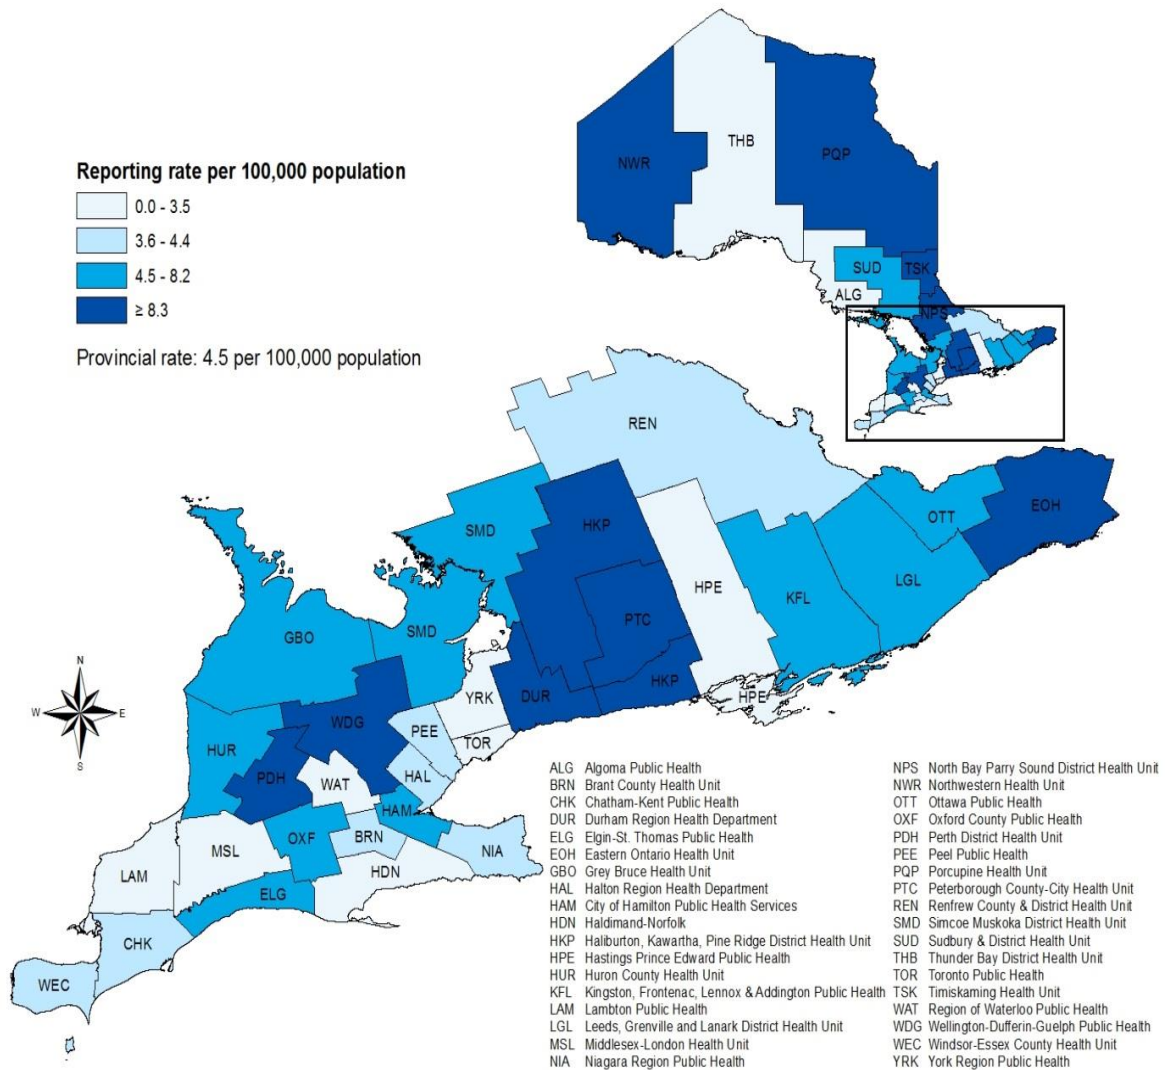 Reporting rate per 100,000 population
0.0 - 3.5
3.6 - 4.4
4.5 - 8.2
≥ 8.3
Provincial rate: 4.5 per 100,000 population
NWR
THB
PQP
SUD
TSK
ALG
NPS
REN
SMD
HKP
OTT
EOH
HPE
KFL
LGL
GBO
SMD
PTC
YRK
DUR
HKP
HPE
N
W
E
S
HUR
WDG
PEE
TOR
PDH
WAT
HAL
HAM
OXF
BRN
MSL
NIA
LAM
HDN
ELG
CHK
WEC
ALG Algoma Public Health
BRN Brant County Health Unit
CHK Chatham-Kent Public Health
DUR Durham Region Health Department
ELG Elgin-St. Thomas Public Health
EOH Eastern Ontario Health Unit
GBO Grey Bruce Health Unit
HAL Halton Region Health Department
HAM City of Hamilton Public Health Services
HDN Haldimand-Norfolk
HKP Haliburton, Kawartha, Pine Ridge District Health Unit
HPE Hastings Prince Edward Public Health
HUR Huron County Health Unit
KFL Kingston, Frontenac, Lennox & Addington Public Health
LAM Lambton Public Health
LGL Leeds, Grenville and Lanark District Health Unit
MSL Middlesex-London Health Unit
NIA Niagara Region Public Health
NPS North Bay Parry Sound District Health Unit
NWR Northwestern Health Unit
OTT Ottawa Public Health
OXF Oxford County Public Health
PDH Perth District Health Unit
PEE Peel Public Health
PQP Porcupine Health Unit
PTC Peterborough County-City Health Unit
REN Renfrew County & District Health Unit
SMD Simcoe Muskoka District Health Unit
SUD Sudbury & District Health Unit
THB Thunder Bay District Health Unit
TOR Toronto Public Health
TSK Timiskaming Health Unit
WAT Region of Waterloo Public Health
WDG Wellington-Dufferin-Guelph Public Health
WEC Windsor-Essex County Health Unit
YRK York Region Public Health